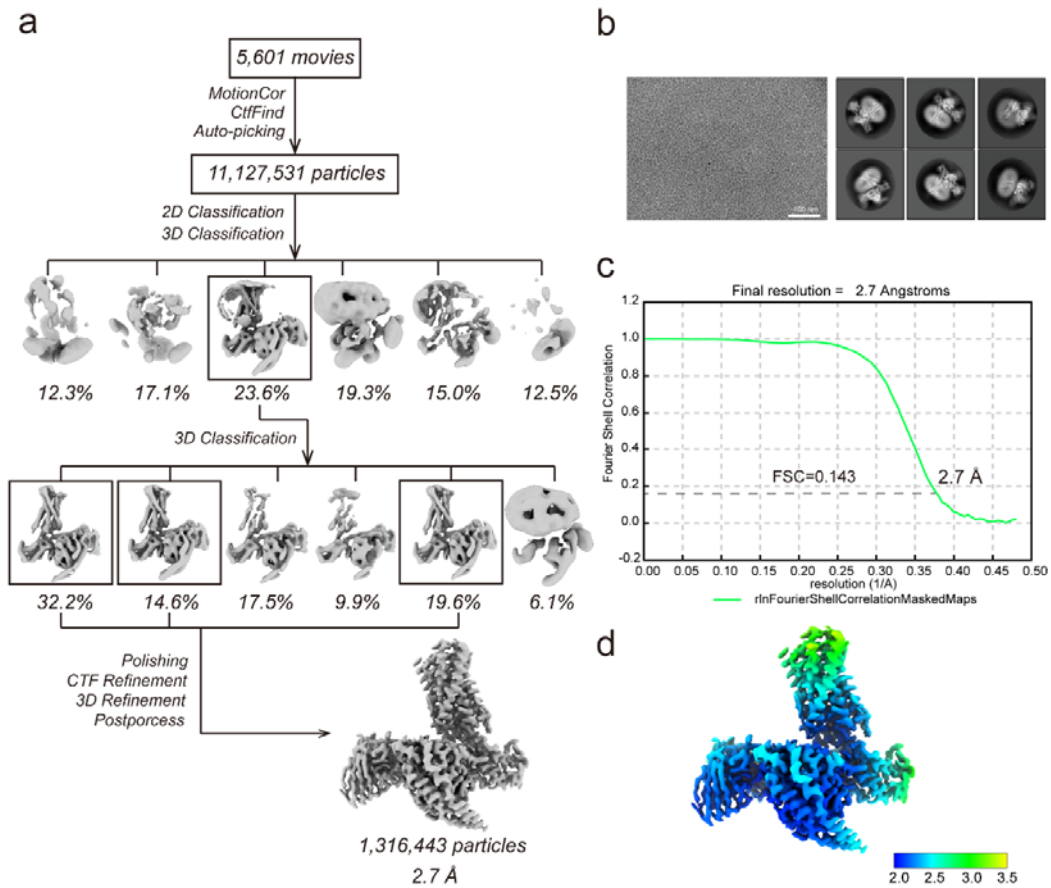 a
5,601 movies
MotionCor
CtfFind
Auto-picking
11,127,531 particles
2D Classification
3D Classification
12.3% 17.1% 23.6% 19.3% 15.0% 12.5%
3D Classification
32.2% 14.6% 17.5% 9.9% 19.6% 6.1%
Polishing
CTF Refinement
3D Refinement
Postporcess
1,316,443 particles
2.7 Å
b
100 nm
c
Final resolution = 2.7 Angstroms
Fourier Shell Correlation
1.2
1.0
0.8
0.6
0.4
0.2
0.0
-0.2
FSC=0.143
2.7 Å
0.00 0.05 0.10 0.15 0.20 0.25 0.30 0.35 0.40 0.45 0.50
resolution (1/A)
rlnFourierShellCorrelationMaskedMaps
d
2.0 2.5 3.0 3.5